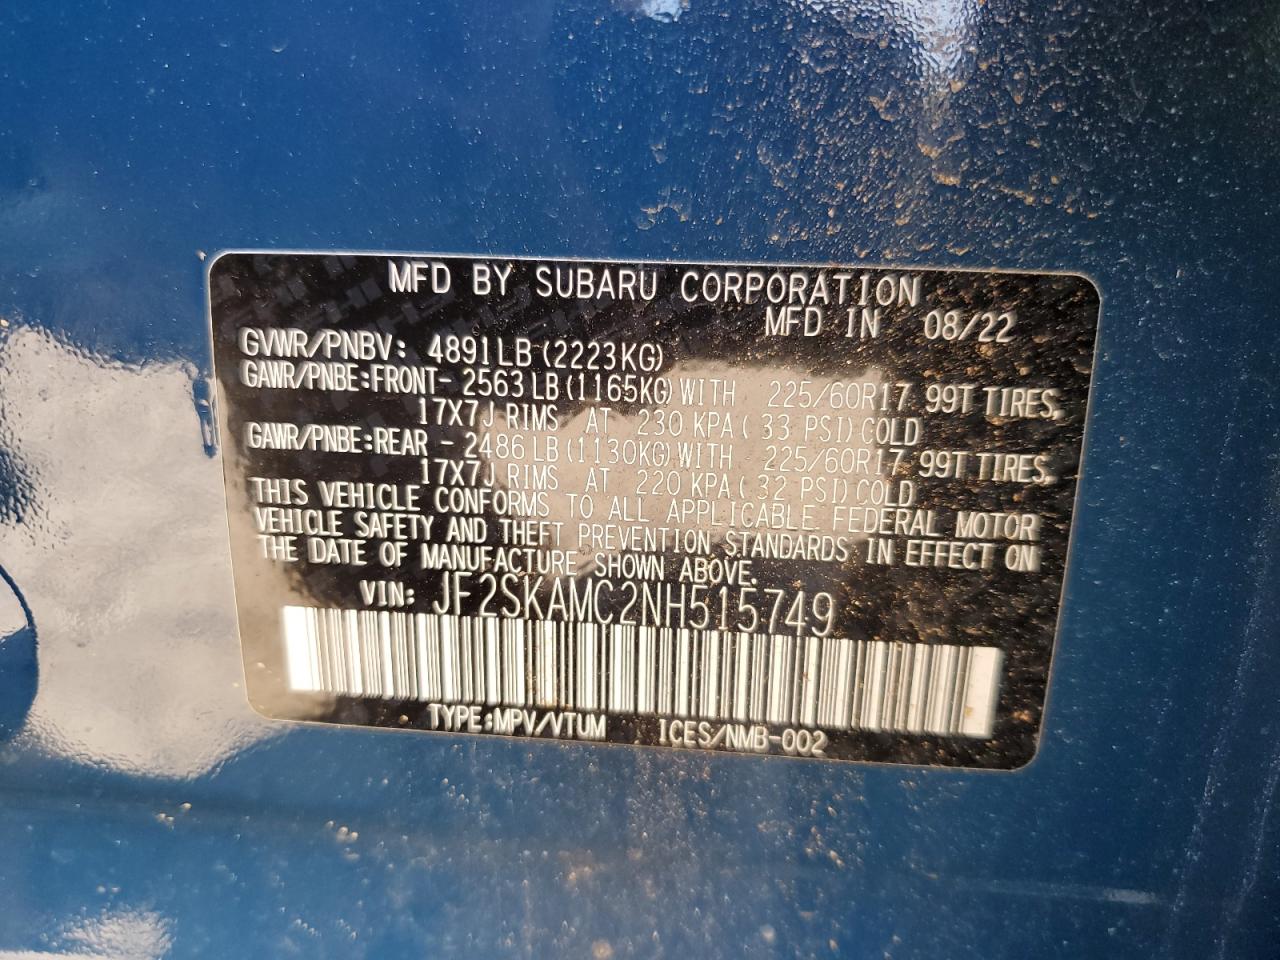 MFD BY SUBARU CORPORATION
MFD IN 08/22
GVWR/PNBV: 4891LB(2223KG)
GAWR/PNBE:FRONT- 2563LB(1165KG)WITH 225/60R17 99T TIRES,
17X7J RIMS AT 230 KPA( 33 PSI)COLD
GAWR/PNBE:REAR - 2486LB(1130KG)WITH 225/60R17 99T TIRES,
17X7J RIMS AT 220 KPA( 32 PSI)COLD
THIS VEHICLE CONFORMS TO ALL APPLICABLE FEDERAL MOTOR
VEHICLE SAFETY AND THEFT PREVENTION STANDARDS IN EFFECT ON
THE DATE OF MANUFACTURE SHOWN ABOVE.
VIN: JF2SKAMC2NH515749
TYPE:MPV/VTUM ICES/NMB-002